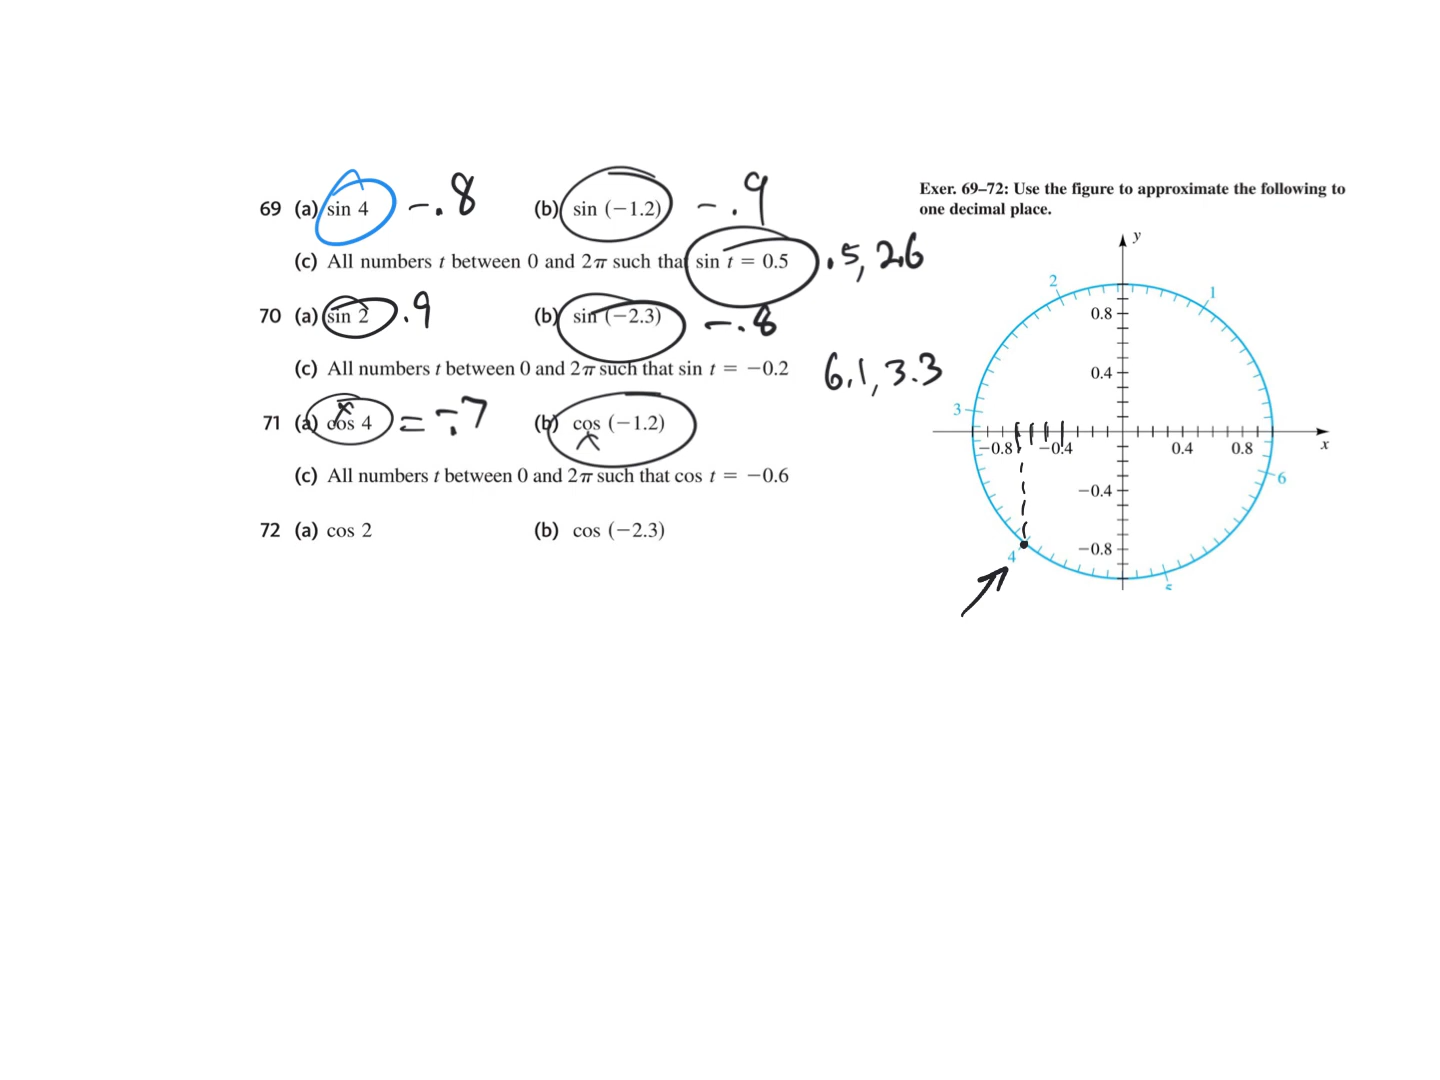 69 (a) sin 4 -.8 (b) sin (−1.2) -.9
(c) All numbers t between 0 and 2π such that sin t = 0.5 .5, 2.6
70 (a) sin 2 .9 (b) sin (−2.3) -.8
(c) All numbers t between 0 and 2π such that sin t = −0.2 6.1, 3.3
71 (a) cos 4 x = -.7 (b) cos (−1.2) x
(c) All numbers t between 0 and 2π such that cos t = −0.6
72 (a) cos 2 (b) cos (−2.3)
Exer. 69–72: Use the figure to approximate the following to
one decimal place.
y
2
1
0.8
0.4
3
−0.8
−0.4
0.4
0.8
x
6
−0.4
−0.8
4
5